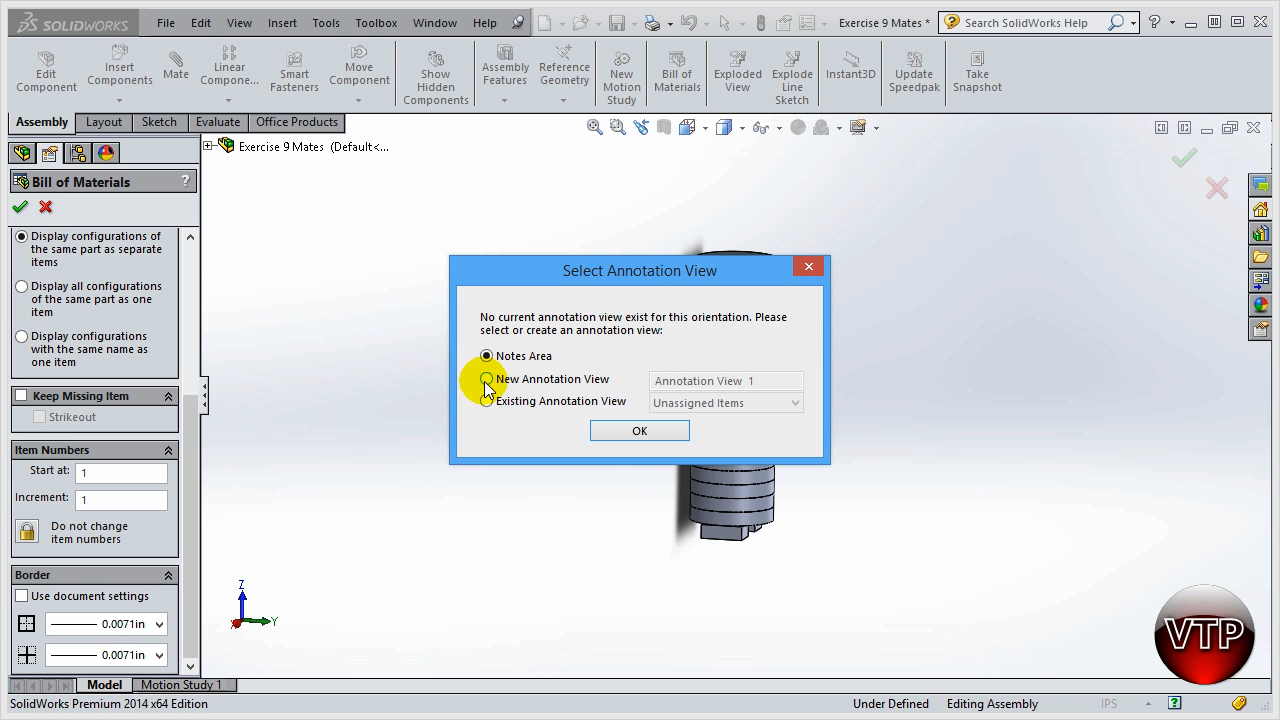 SOLIDWORKS File Edit View Insert Tools Toolbox Window Help Exercise 9 Mates * Search SolidWorks Help ?
Edit Component
Insert Components
Mate
Linear Compone...
Smart Fasteners
Move Component
Show Hidden Components
Assembly Features
Reference Geometry
New Motion Study
Bill of Materials
Exploded View
Explode Line Sketch
Instant3D
Update Speedpak
Take Snapshot
Assembly Layout Sketch Evaluate Office Products
Exercise 9 Mates (Default<...
Bill of Materials ?
Display configurations of
the same part as separate
items
Display all configurations
of the same part as one
item
Display configurations
with the same name as
one item
Keep Missing Item
Strikeout
Item Numbers
Start at: 1
Increment: 1
Do not change
item numbers
Border
Use document settings
0.0071in
0.0071in
Select Annotation View
No current annotation view exist for this orientation. Please
select or create an annotation view:
Notes Area
New Annotation View Annotation View 1
Existing Annotation View Unassigned Items
OK
Z
Y
X
VTP
Model Motion Study 1
SolidWorks Premium 2014 x64 Edition Under Defined Editing Assembly IPS ?